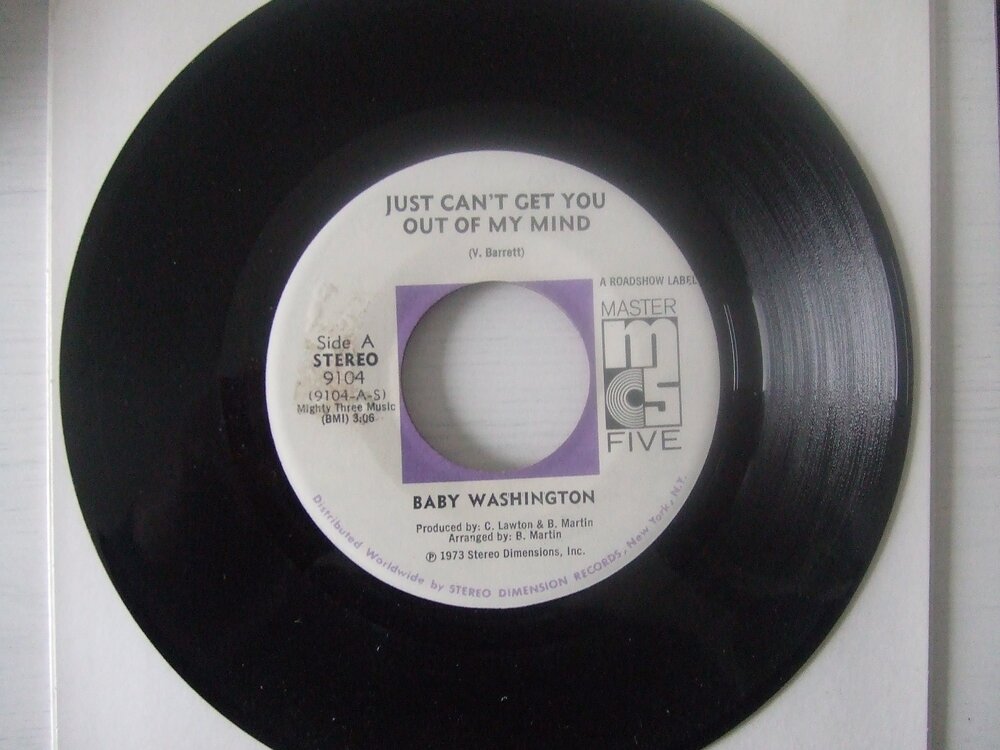 JUST CAN'T GET YOU
OUT OF MY MIND
(V. Barrett)
A ROADSHOW LABEL
MASTER
m5
FIVE
Side A
STEREO
9104
(9104-A-S)
Mighty Three Music
(BMI) 3:06
BABY WASHINGTON
Produced by: C. Lawton & B. Martin
Arranged by: B. Martin
℗ 1973 Stereo Dimensions, Inc.
Distributed Worldwide by STEREO DIMENSION RECORDS, New York, N.Y.